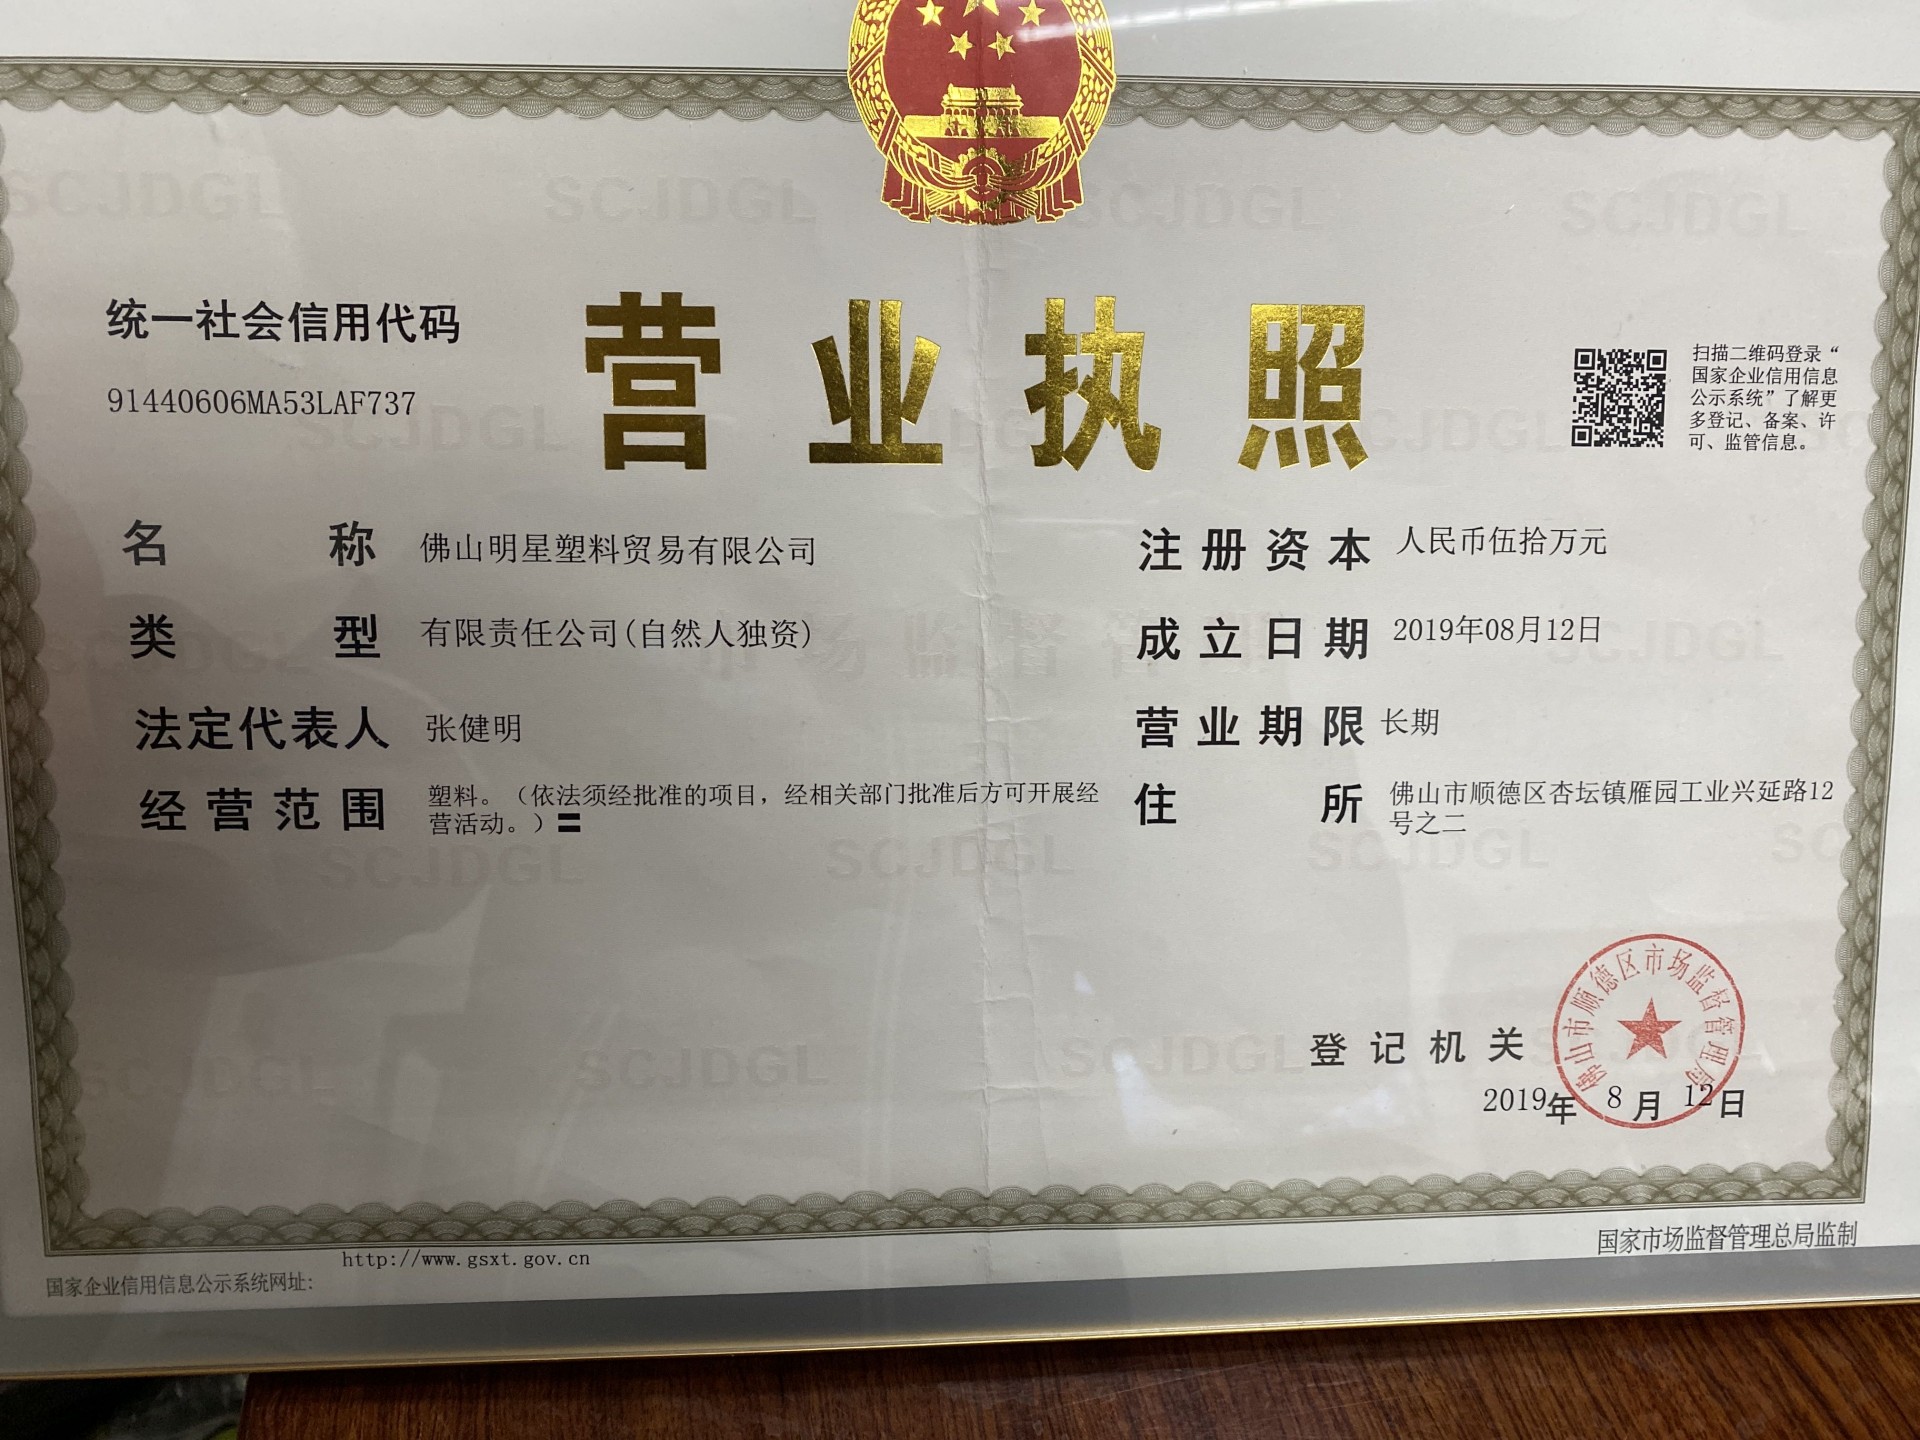 统一社会信用代码
91440606MA53LAF737
营业执照
扫描二维码登录“
国家企业信用信息
公示系统”了解更
多登记、备案、许
可、监管信息。
名称 佛山明星塑料贸易有限公司
类型 有限责任公司(自然人独资)
法定代表人 张健明
经营范围 塑料。（依法须经批准的项目，经相关部门批准后方可开展经
营活动。）〓
注册资本 人民币伍拾万元
成立日期 2019年08月12日
营业期限 长期
住所 佛山市顺德区杏坛镇雁园工业兴延路12
号之二
登记机关
佛山市顺德区市场监督管理局
2019年8月12日
http://www.gsxt.gov.cn
国家企业信用信息公示系统网址:
国家市场监督管理总局监制
SCJDGL
市场监督管理